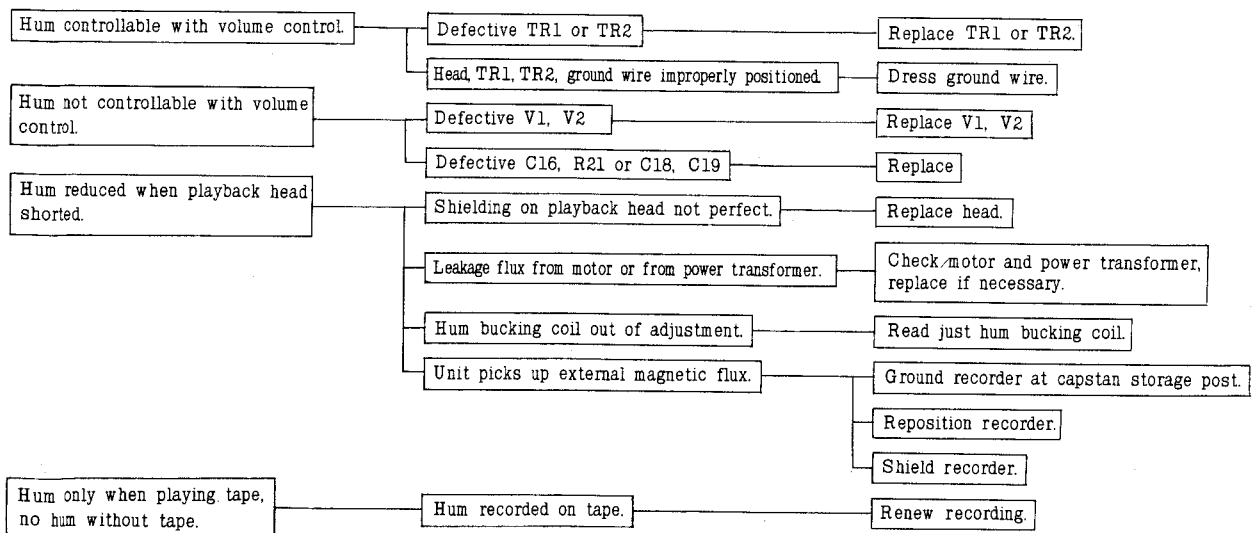 Hum controllable with volume control.
Defective TR1 or TR2
Replace TR1 or TR2.
Head, TR1, TR2, ground wire improperly positioned
Dress ground wire.
Hum not controllable with volume
control.
Defective V1, V2
Replace V1, V2
Defective C16, R21 or C18, C19
Replace
Hum reduced when playback head
shorted.
Shielding on playback head not perfect.
Replace head.
Leakage flux from motor or from power transformer.
Check/motor and power transformer,
replace if necessary.
Hum bucking coil out of adjustment.
Read just hum bucking coil.
Unit picks up external magnetic flux.
Ground recorder at capstan storage post.
Reposition recorder.
Shield recorder.
Hum only when playing tape,
no hum without tape.
Hum recorded on tape.
Renew recording.